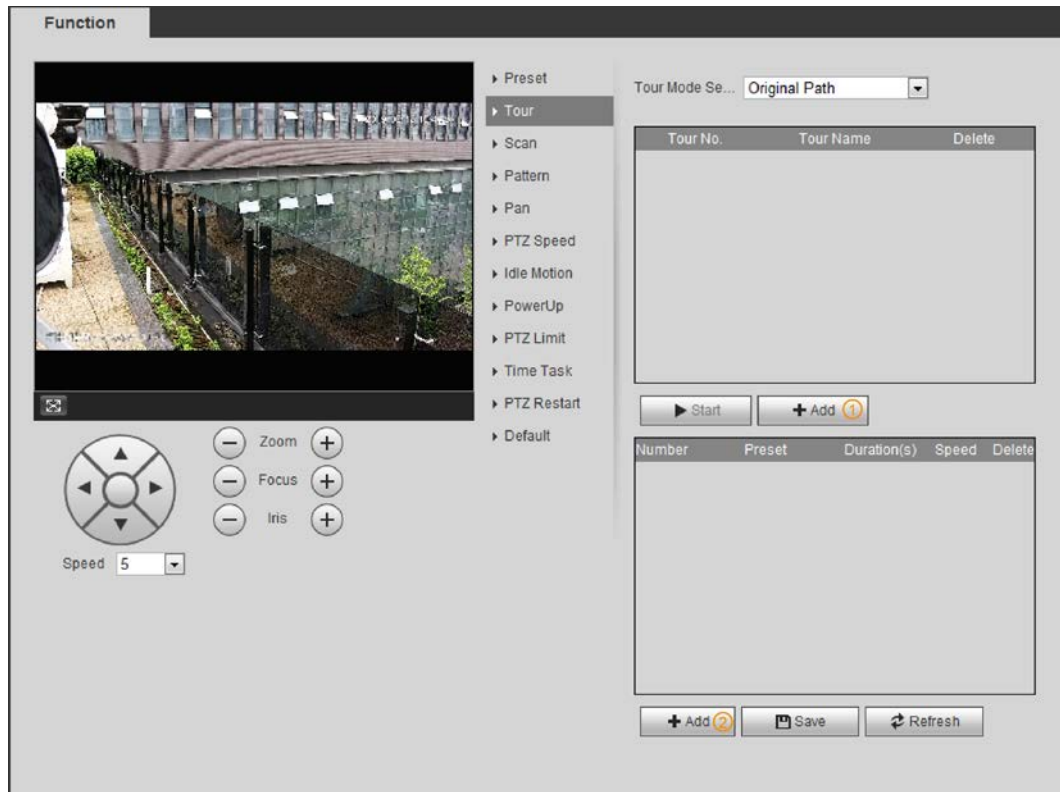 Function
Preset
Tour
Scan
Pattern
Pan
PTZ Speed
Idle Motion
PowerUp
PTZ Limit
Time Task
PTZ Restart
Default
Zoom
Focus
Iris
Speed 5
Tour Mode Se... Original Path
Tour No. Tour Name Delete
Start Add 1
Number Preset Duration(s) Speed Delete
Add 2 Save Refresh